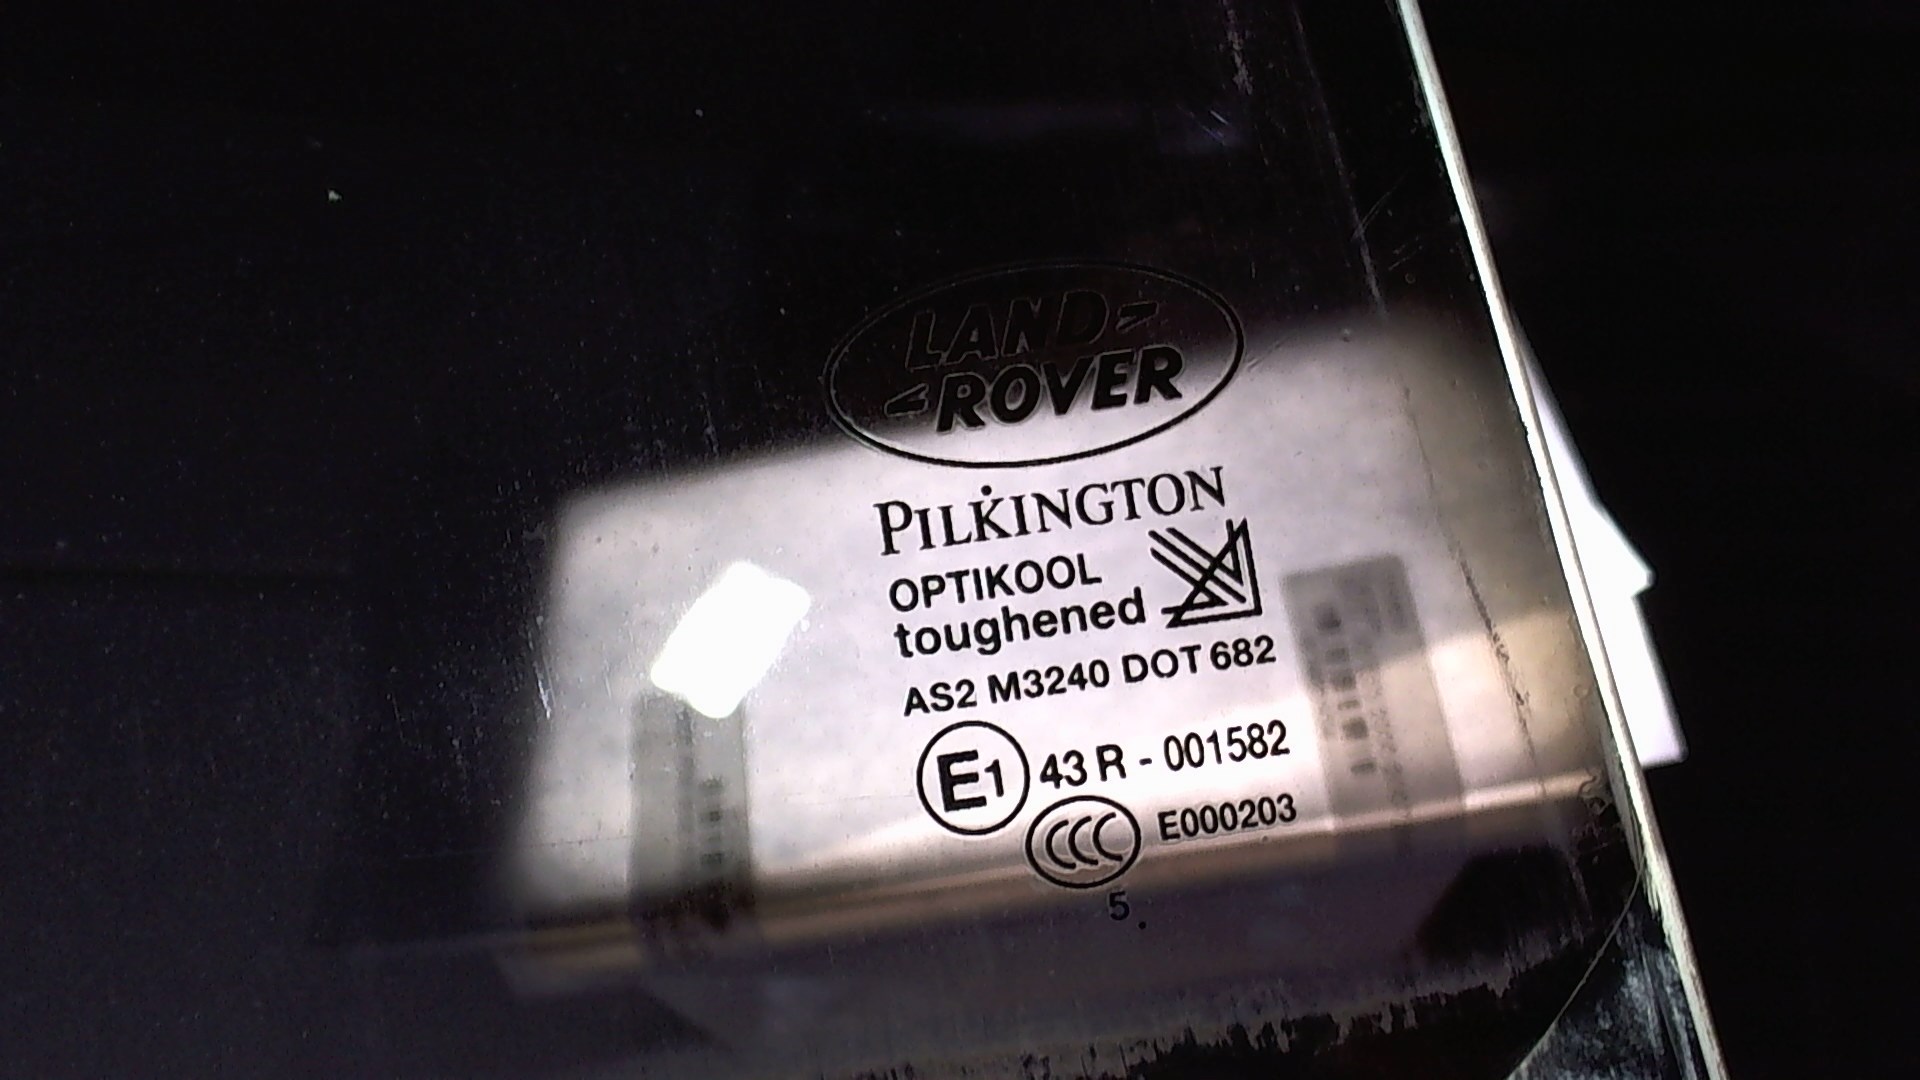 LAND
ROVER
PILKINGTON
OPTIKOOL
toughened
AS2 M3240 DOT 682
E1 43 R - 001582
CCC E000203
5.